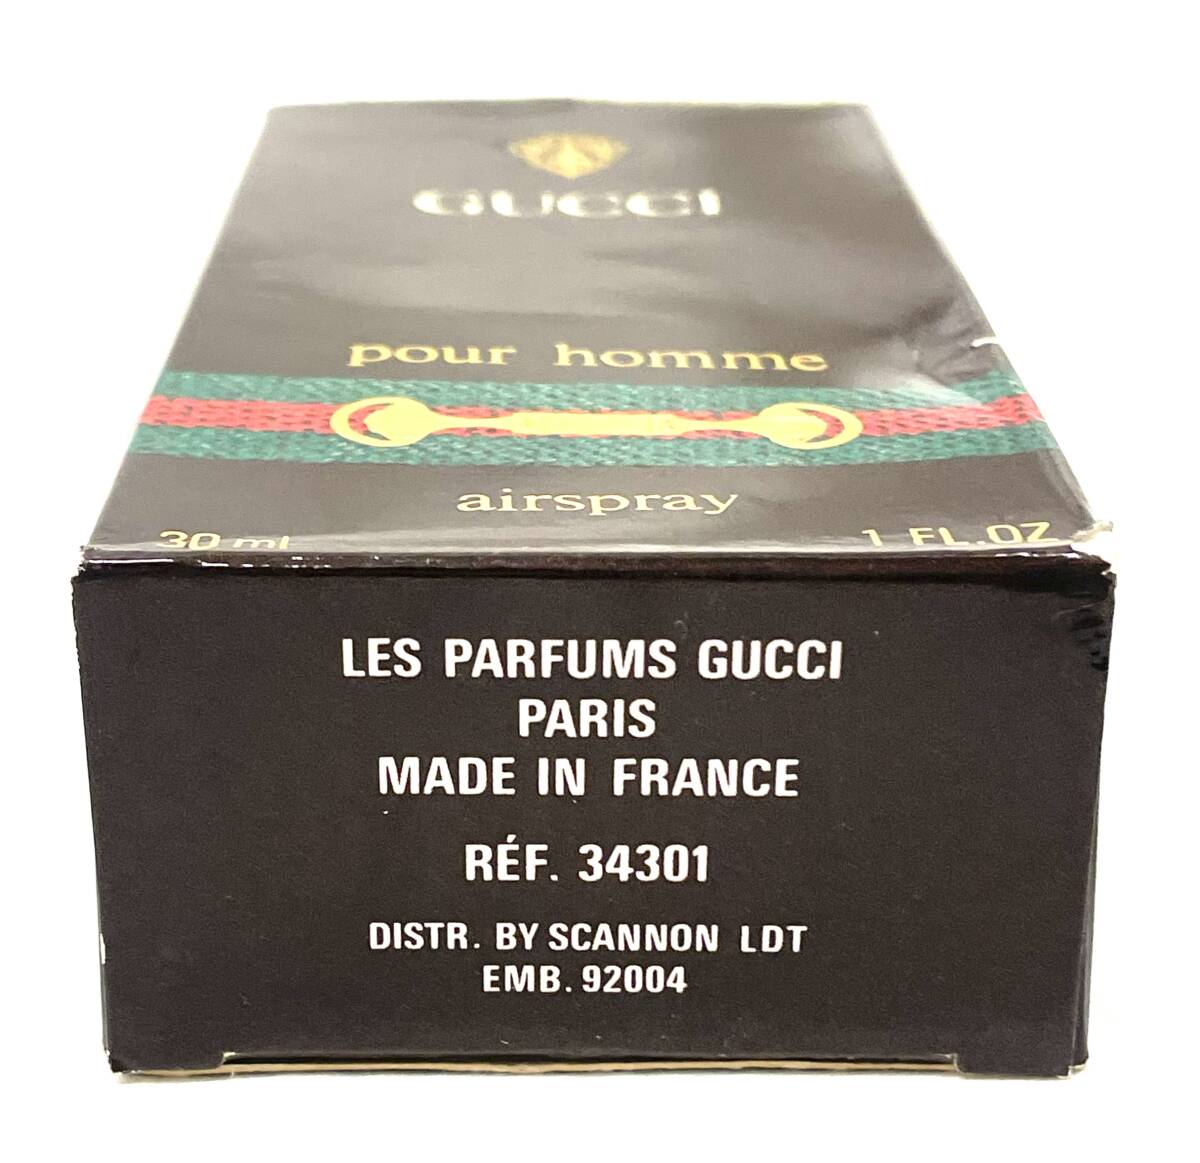 GUCCI
pour homme
airspray
30 ml
1 FL.OZ
LES PARFUMS GUCCI
PARIS
MADE IN FRANCE
RÉF. 34301
DISTR. BY SCANNON LDT
EMB. 92004